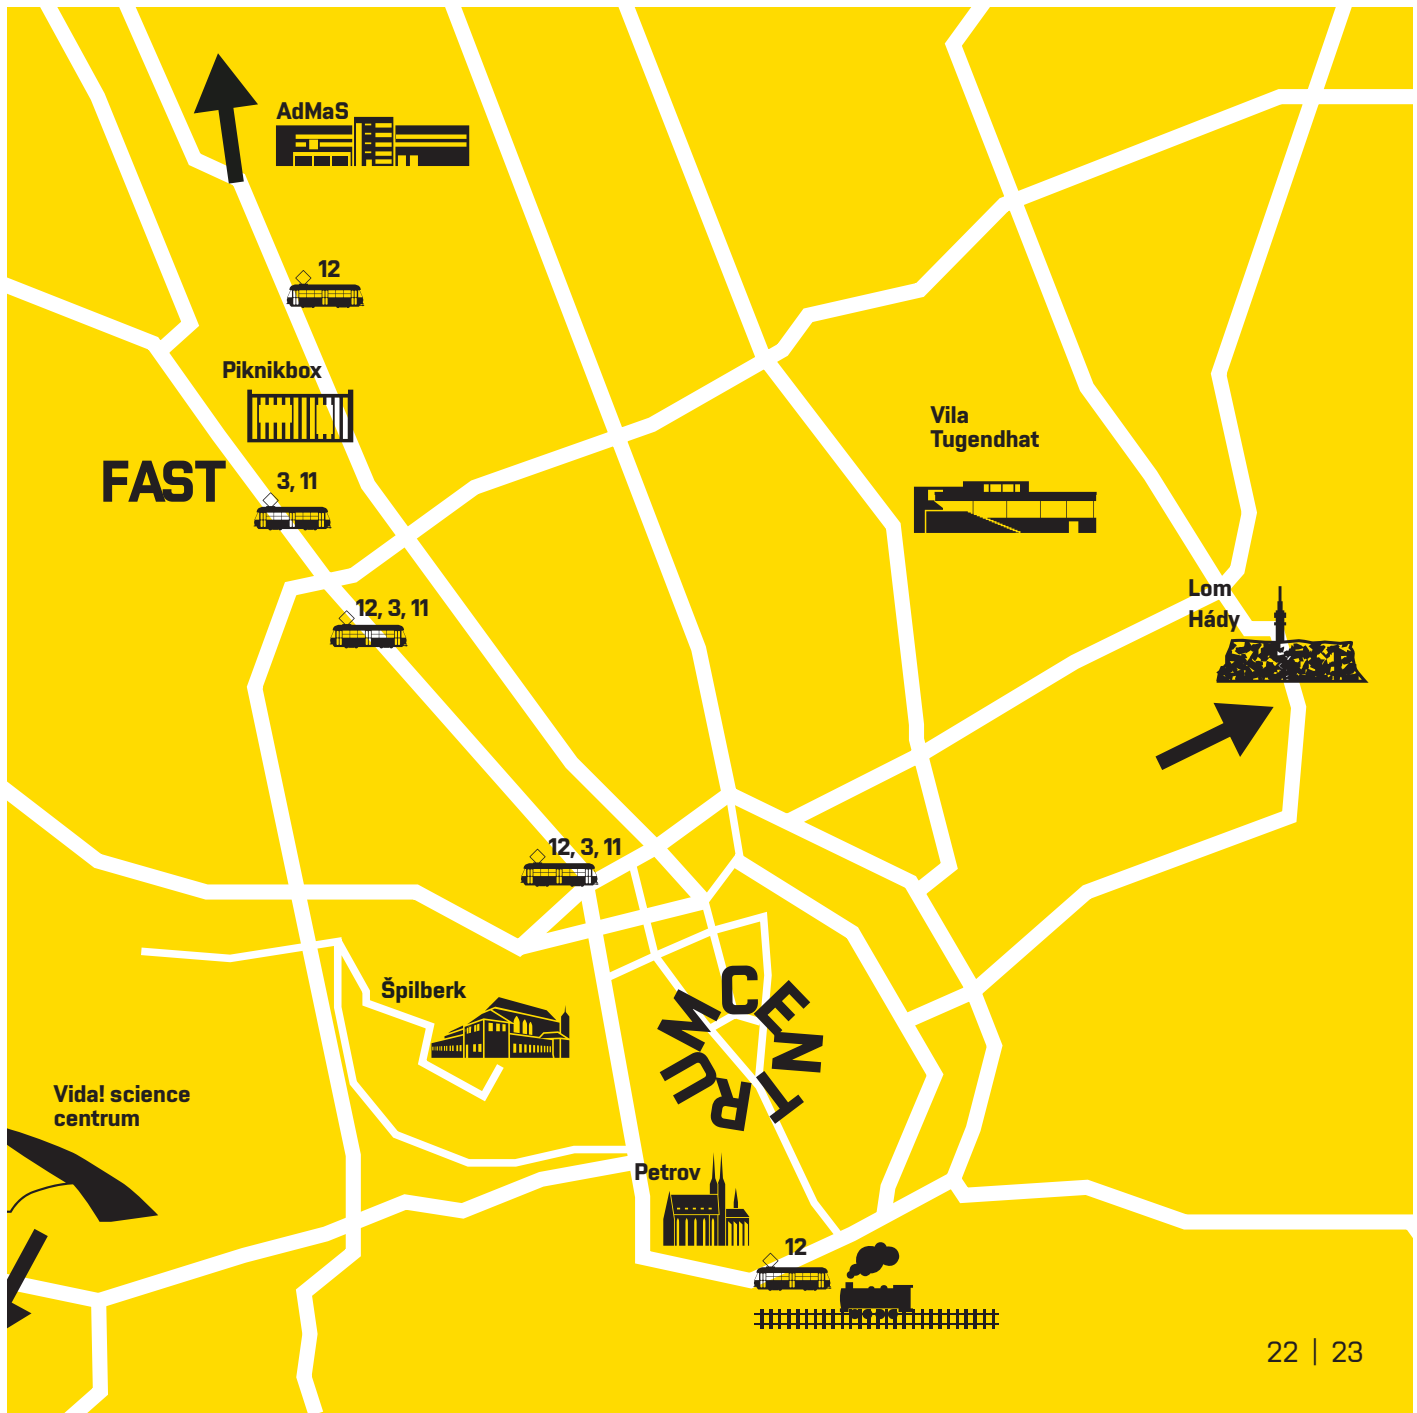 AdMaS
12
Piknikbox
Vila
Tugendhat
FAST
3, 11
Lom
Hády
12, 3, 11
12, 3, 11
CENTRUM
Špilberk
Vida! science
centrum
Petrov
12
22 | 23